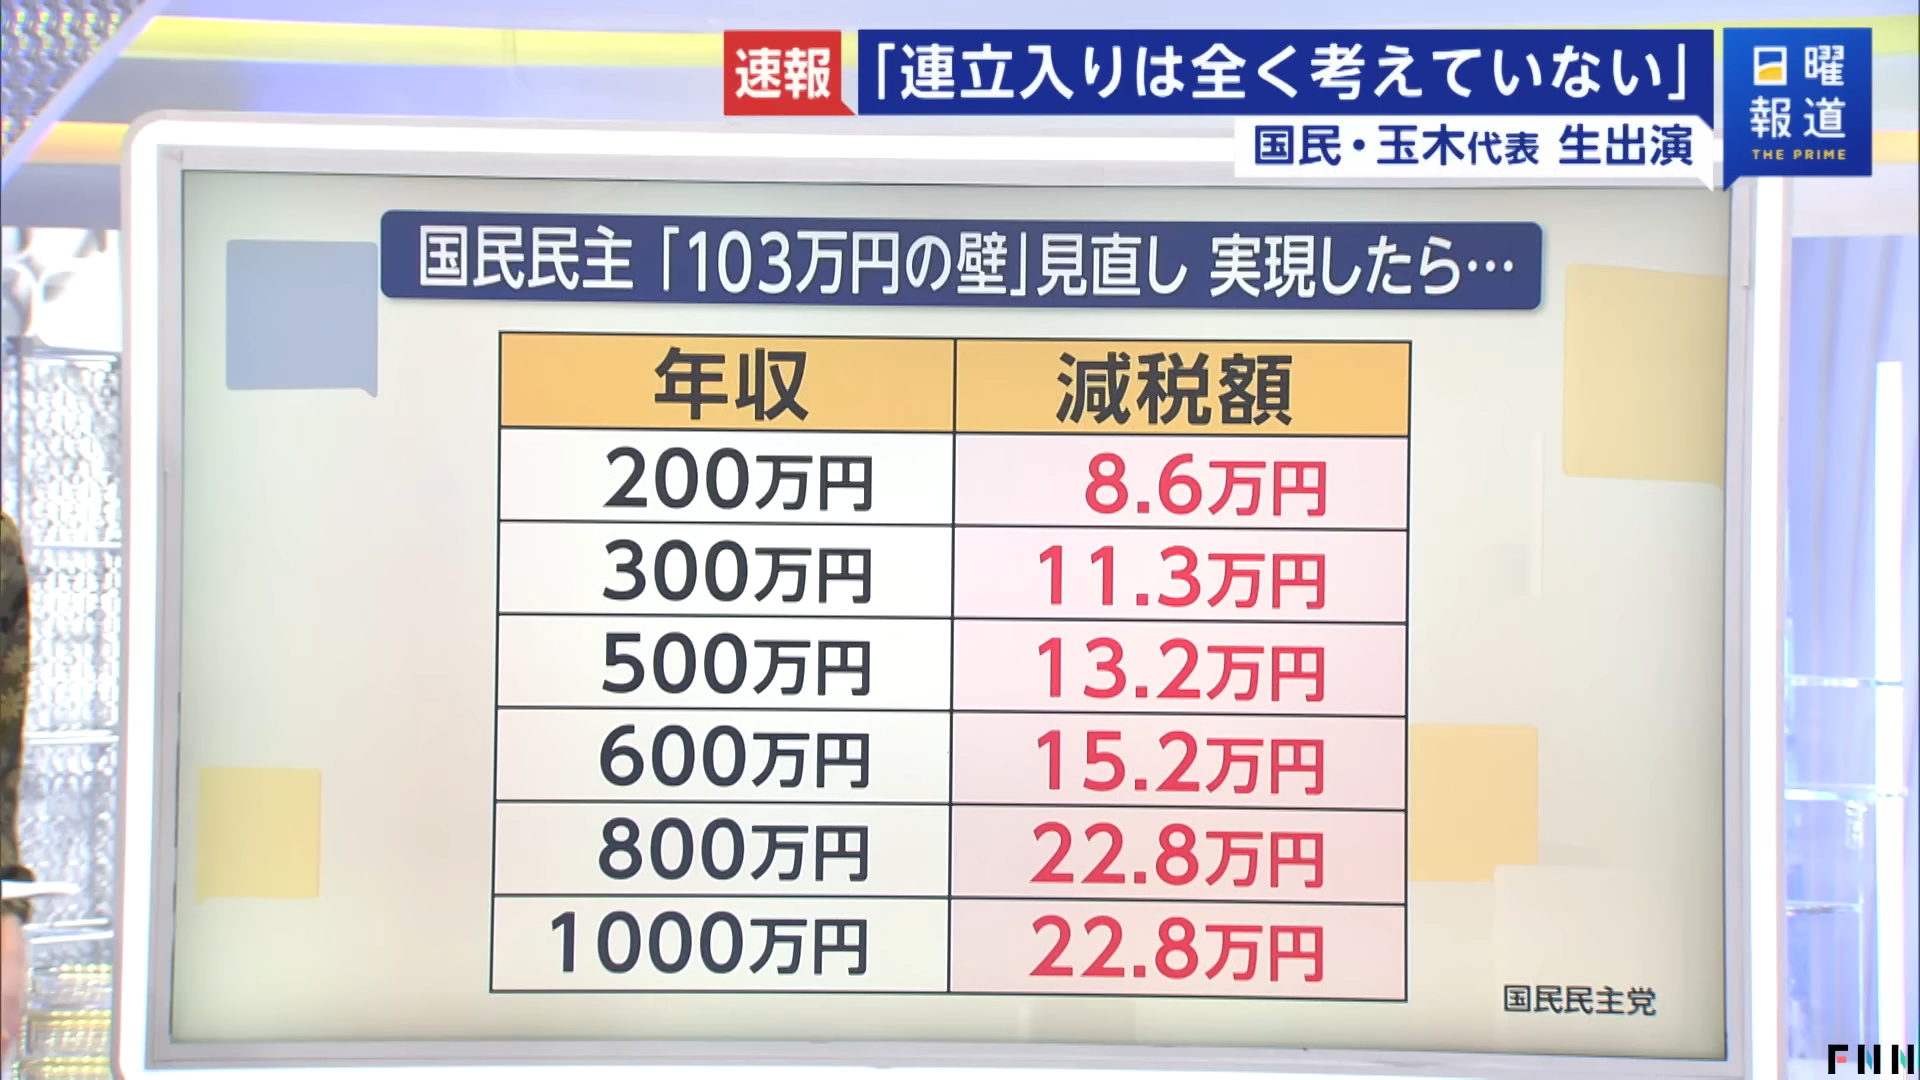 速報
「連立入りは全く考えていない」
国民・玉木代表 生出演
日曜
報道
THE PRIME
国民民主「103万円の壁」見直し 実現したら…
年収 減税額
200万円 8.6万円
300万円 11.3万円
500万円 13.2万円
600万円 15.2万円
800万円 22.8万円
1000万円 22.8万円
国民民主党
FNN